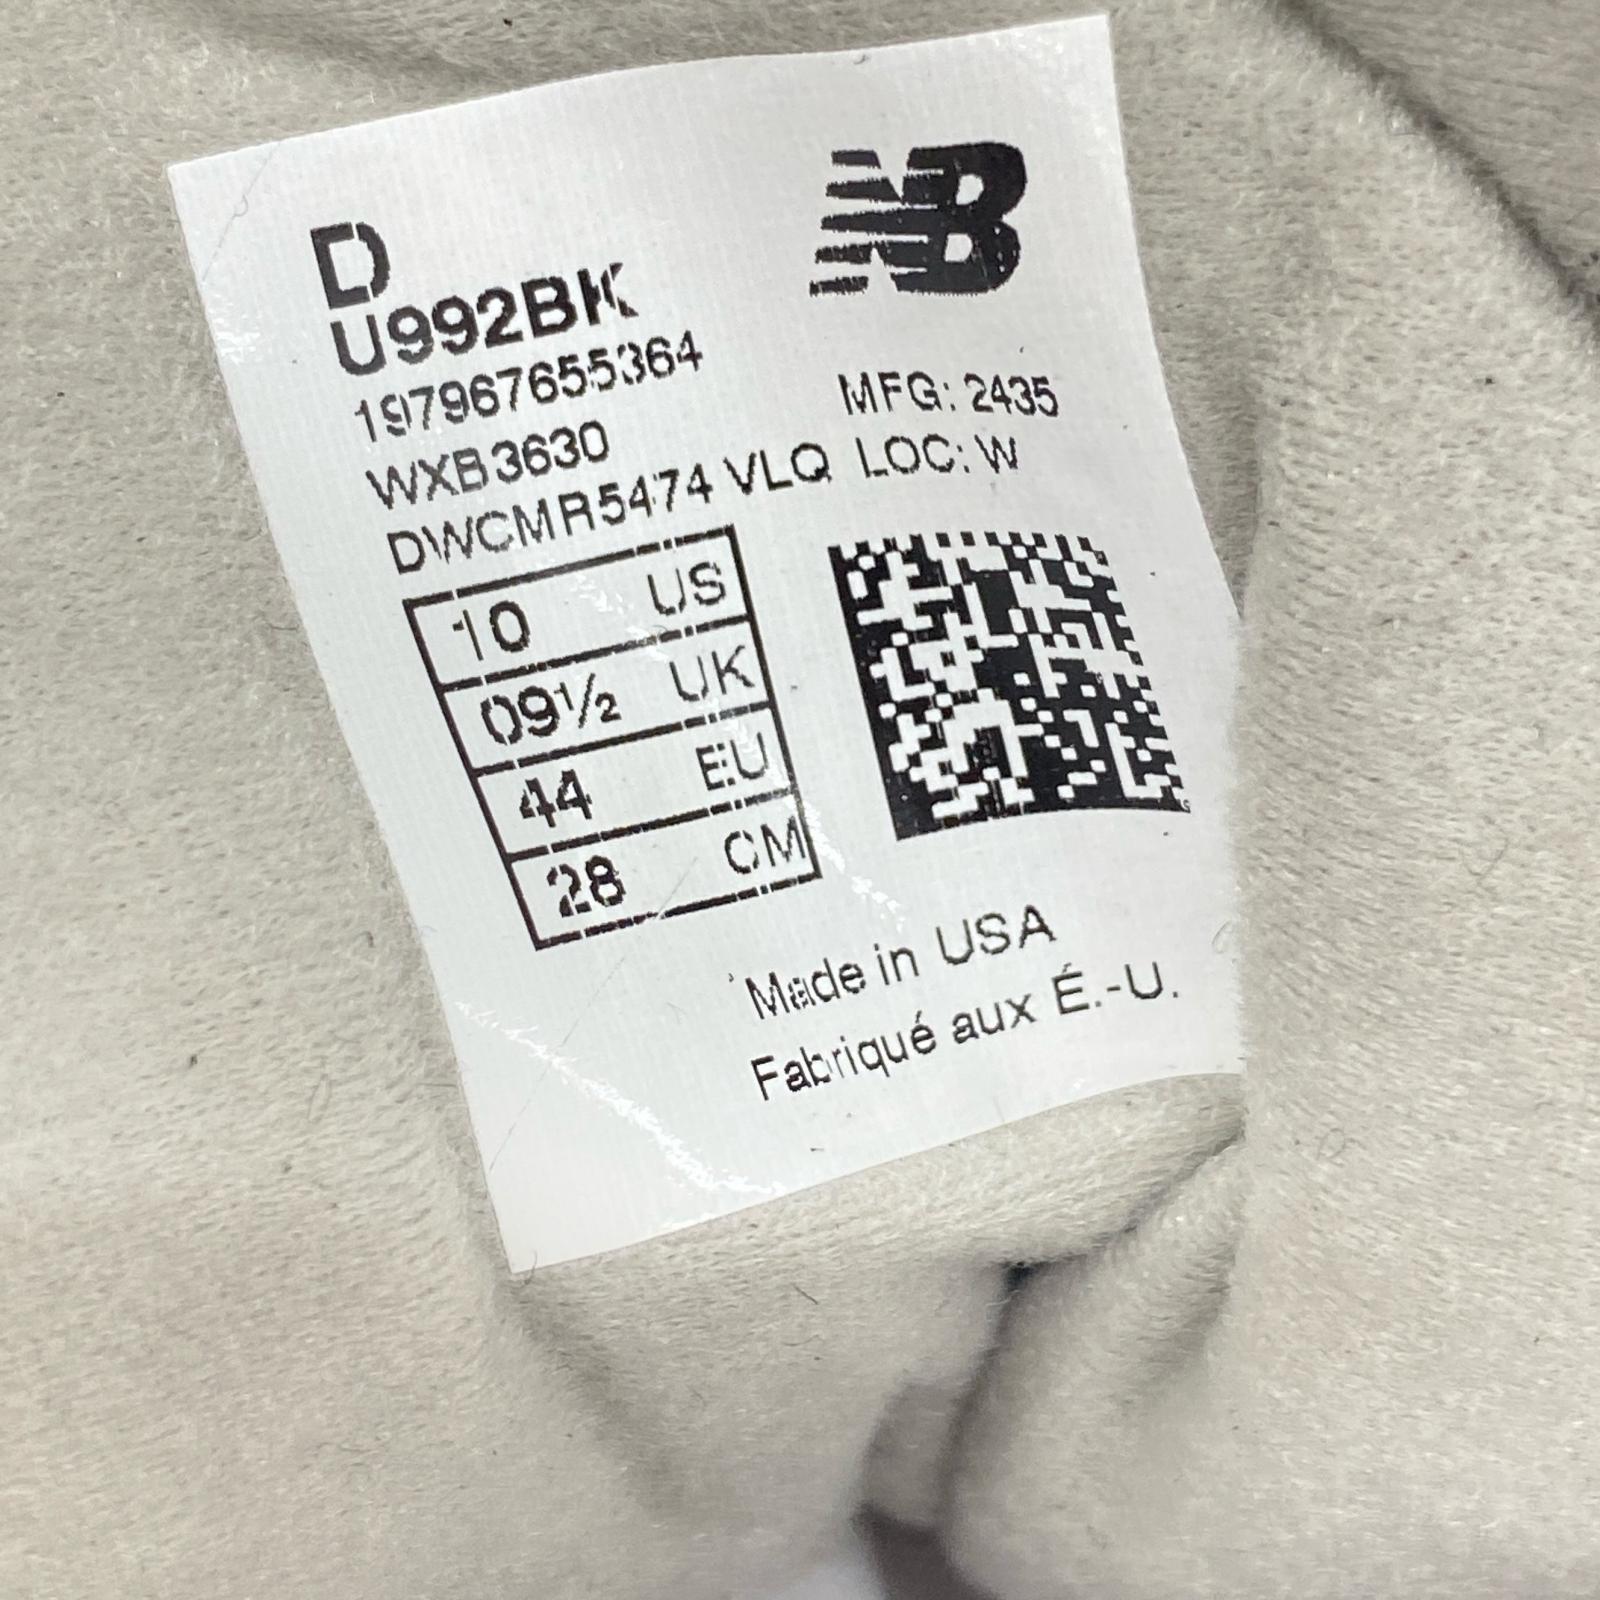 NB
D
U992BK
197967655364
WXB3630
MFG: 2435
DWCMR5474 VLQ LOC: W
10 US
09½ UK
44 EU
28 CM
Made in USA
Fabriqué aux É.-U.